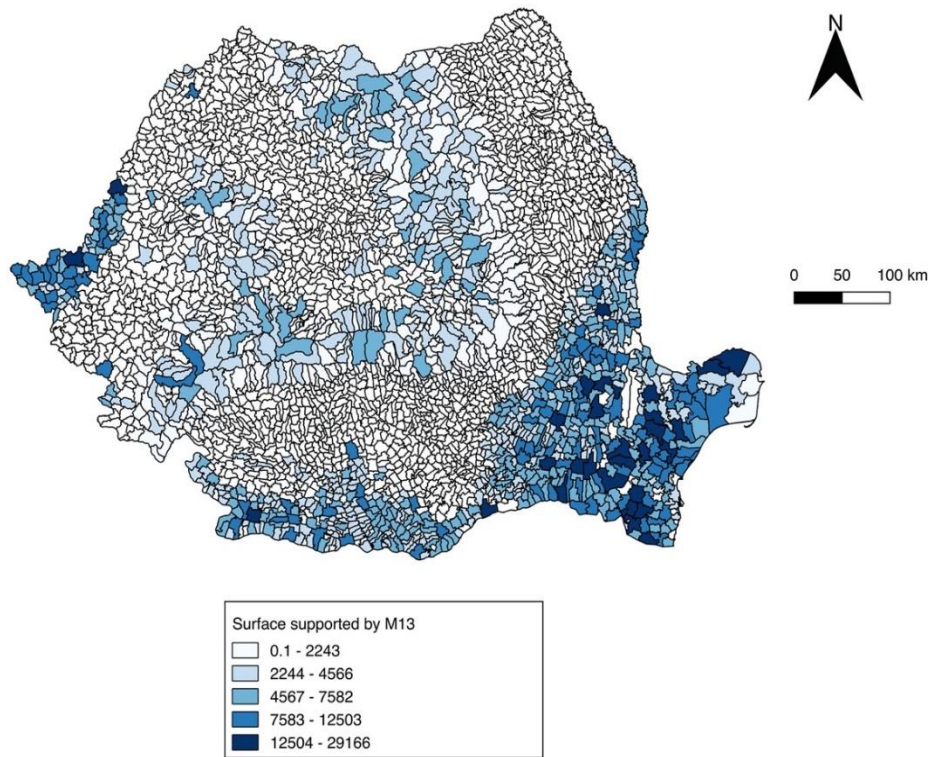 N
0 50 100 km
Surface supported by M13
0.1 - 2243
2244 - 4566
4567 - 7582
7583 - 12503
12504 - 29166